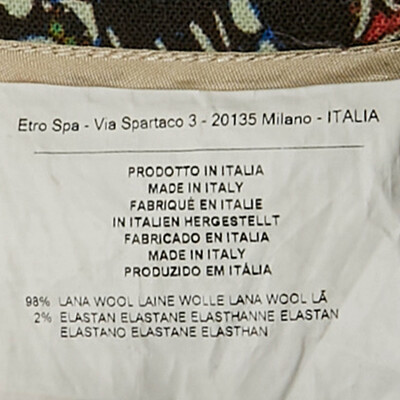 Etro Spa - Via Spartaco 3 - 20135 Milano - ITALIA
PRODOTTO IN ITALIA
MADE IN ITALY
FABRIQUÉ EN ITALIE
IN ITALIEN HERGESTELLT
FABRICADO EN ITALIA
MADE IN ITALY
PRODUZIDO EM ITÁLIA
98% LANA WOOL LAINE WOLLE LANA WOOL LÃ
2% ELASTAN ELASTANE ELASTHANNE ELASTAN
ELASTANO ELASTANE ELASTHAN